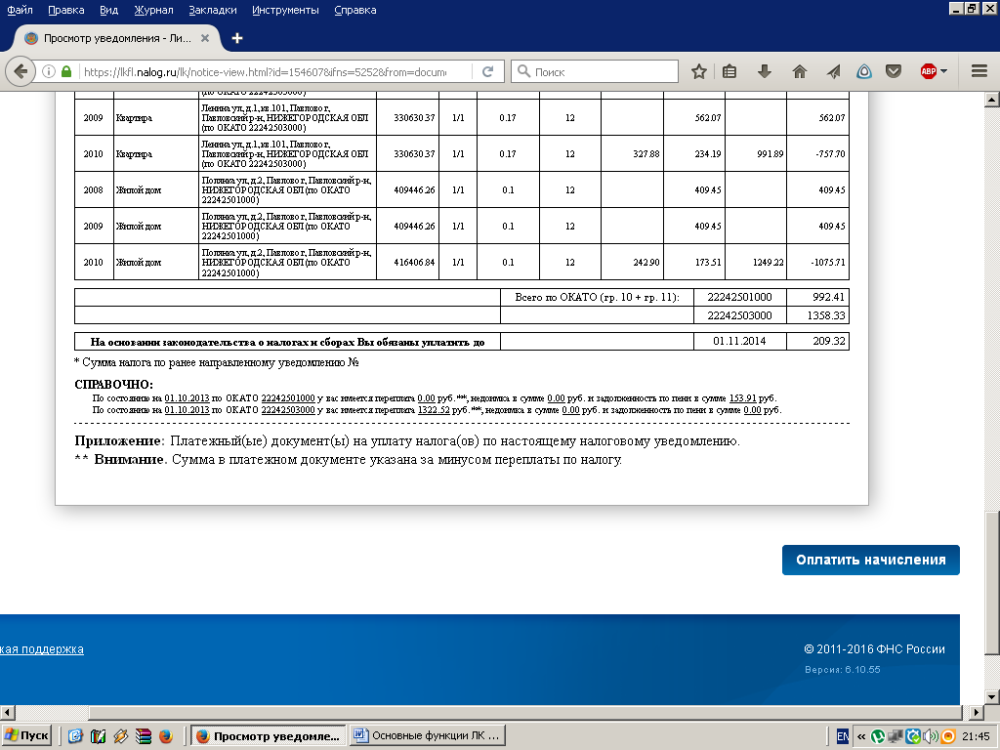 Файл Правка Вид Журнал Закладки Инструменты Справка
Просмотр уведомления - Ли...
https://lkfl.nalog.ru/lk/notice-view.html?id=154607&ifns=5252&from=docum
Поиск
ABP
(по ОКАТО 22242503000)
2009 Квартира Ленина ул, д.1, кв.101, Павлово г, 330630.37 1/1 0.17 12 562.07 562.07
Павловский р-н, НИЖЕГОРОДСКАЯ ОБЛ
(по ОКАТО 22242503000)
2010 Квартира Ленина ул, д.1, кв.101, Павлово г, 330630.37 1/1 0.17 12 327.88 234.19 991.89 -757.70
Павловский р-н, НИЖЕГОРОДСКАЯ ОБЛ
(по ОКАТО 22242503000)
2008 Жилой дом Полянка ул, д.2, Павлово г, Павловский р-н, 409446.26 1/1 0.1 12 409.45 409.45
НИЖЕГОРОДСКАЯ ОБЛ (по ОКАТО
22242501000)
2009 Жилой дом Полянка ул, д.2, Павлово г, Павловский р-н, 409446.26 1/1 0.1 12 409.45 409.45
НИЖЕГОРОДСКАЯ ОБЛ (по ОКАТО
22242501000)
2010 Жилой дом Полянка ул, д.2, Павлово г, Павловский р-н, 416406.84 1/1 0.1 12 242.90 173.51 1249.22 -1075.71
НИЖЕГОРОДСКАЯ ОБЛ (по ОКАТО
22242501000)
Всего по ОКАТО (гр. 10 + гр. 11): 22242501000 992.41
22242503000 1358.33
На основании законодательства о налогах и сборах Вы обязаны уплатить до 01.11.2014 209.32
* Сумма налога по ранее направленному уведомлению №
СПРАВОЧНО:
По состоянию на 01.10.2013 по ОКАТО 22242501000 у вас имеется переплата 0.00 руб.**, недоимка в сумме 0.00 руб. и задолженность по пени в сумме 153.91 руб.
По состоянию на 01.10.2013 по ОКАТО 22242503000 у вас имеется переплата 1322.52 руб.**, недоимка в сумме 0.00 руб. и задолженность по пени в сумме 0.00 руб.
Приложение: Платежный(ые) документ(ы) на уплату налога(ов) по настоящему налоговому уведомлению.
** Внимание. Сумма в платежном документе указана за минусом переплаты по налогу.
Оплатить начисления
кая поддержка
© 2011-2016 ФНС России
Версия: 6.10.55
Пуск Просмотр уведомле... Основные функции ЛК ... EN « 21:45